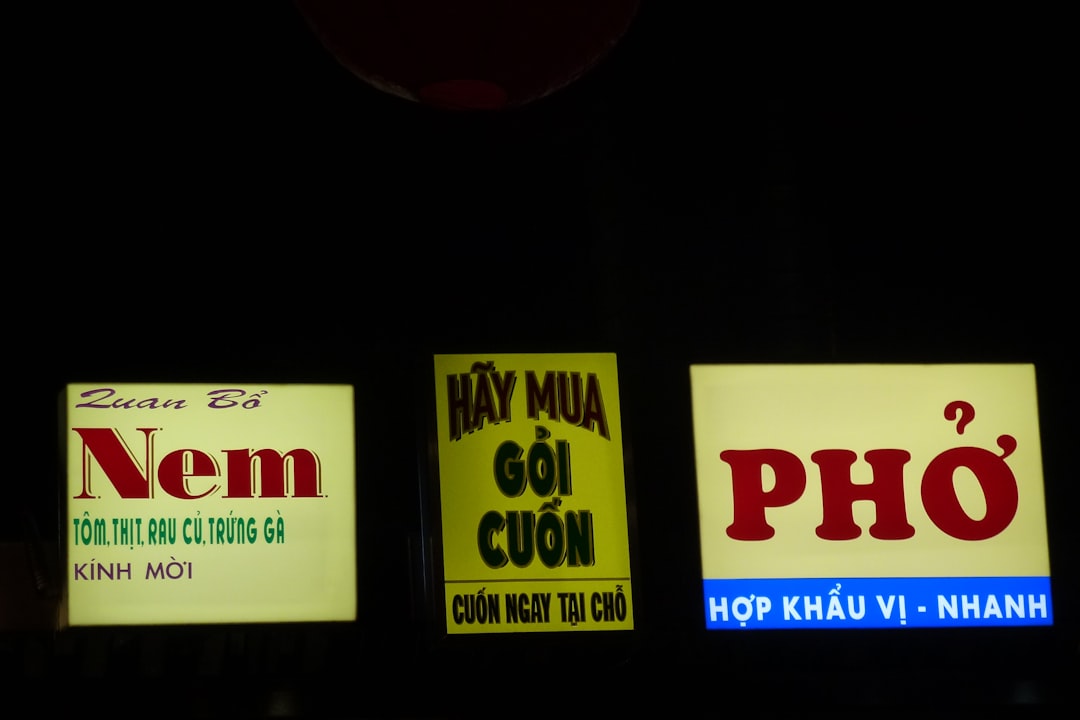 Quan Bổ
Nem
TÔM, THỊT, RAU CỦ, TRỨNG GÀ
KÍNH MỜI
HÃY MUA
GỎI
CUỐN
CUỐN NGAY TẠI CHỖ
PHỞ
HỢP KHẨU VỊ - NHANH